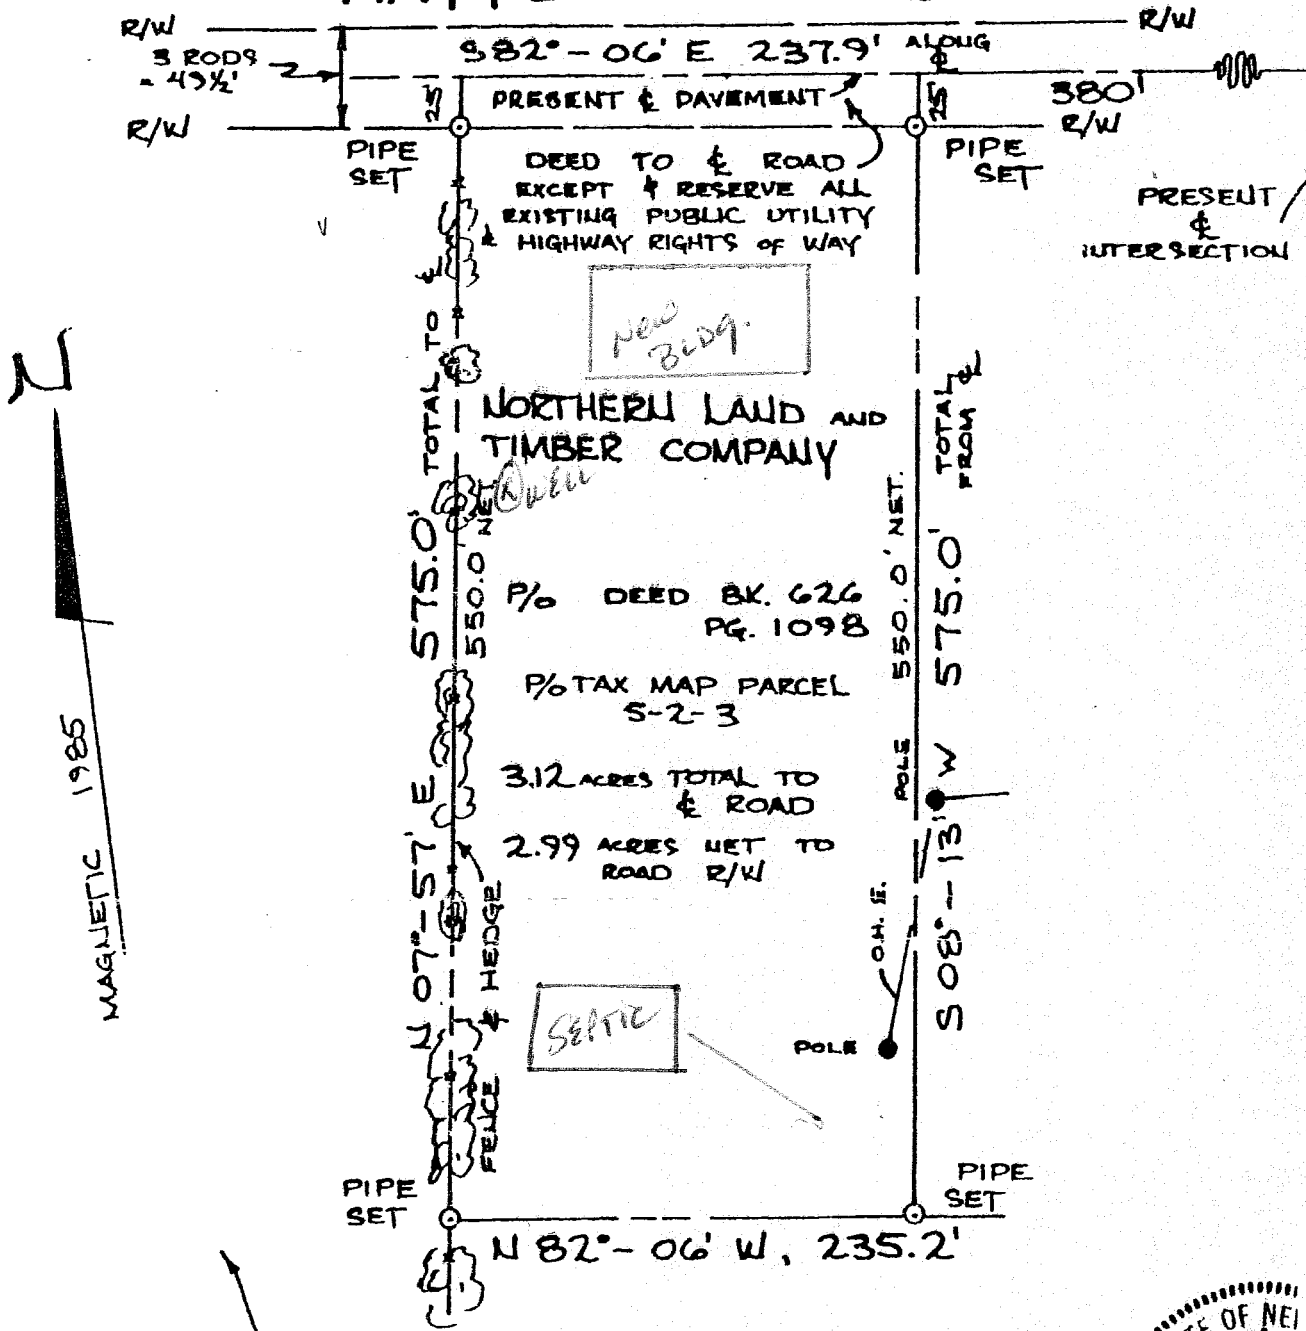 R/W
R/W
3 RODS
= 49½'
S82°-06' E 237.9' ALONG ℄
PRESENT ℄ PAVEMENT
25'
25'
380'
R/W
R/W
PIPE
SET
PIPE
SET
DEED TO ℄ ROAD
EXCEPT & RESERVE ALL
EXISTING PUBLIC UTILITY
& HIGHWAY RIGHTS OF WAY
PRESENT
℄
INTERSECTION
New
BLDG.
N
MAGNETIC 1985
NORTHERN LAND AND
TIMBER COMPANY
WELL
N 07°-57' E 575.0' TOTAL TO ℄
550.0 NET
P/O DEED BK. 626
PG. 1098
P/O TAX MAP PARCEL
5-2-3
3.12 ACRES TOTAL TO
℄ ROAD
2.99 ACRES NET TO
ROAD R/W
S 08°-13' W 575.0' TOTAL
FROM ℄
550.0' NET.
POLE
O.H. E.
POLE
FENCE & HEDGE
SEPTIC
PIPE
SET
PIPE
SET
N 82°-06' W, 235.2'
OF NE